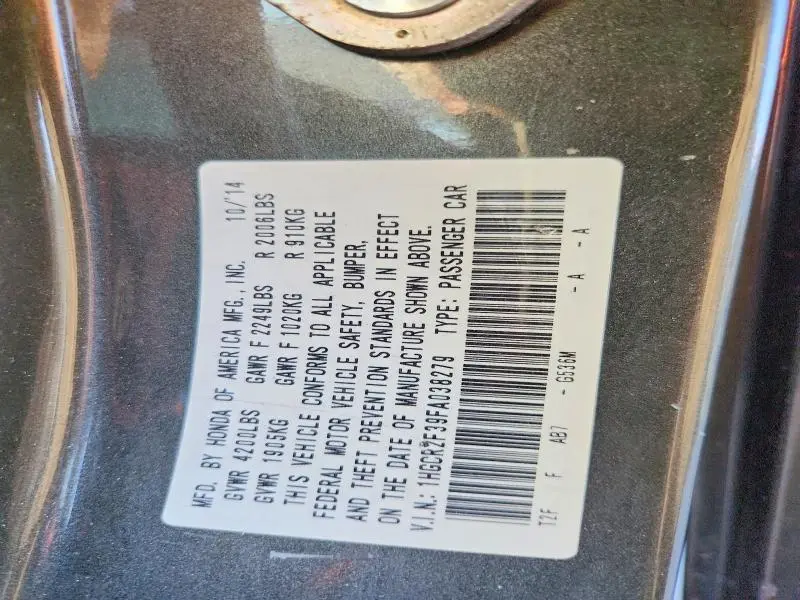 MFD. BY HONDA OF AMERICA MFG., INC. 10/'14
GVWR 4200LBS GAWR F 2249LBS R 2006LBS
GVWR 1905KG GAWR F 1020KG R 910KG
THIS VEHICLE CONFORMS TO ALL APPLICABLE
FEDERAL MOTOR VEHICLE SAFETY, BUMPER,
AND THEFT PREVENTION STANDARDS IN EFFECT
ON THE DATE OF MANUFACTURE SHOWN ABOVE.
V.I.N.: 1HGCR2F39FA038279 TYPE: PASSENGER CAR
T2F F AB7 - G536M - A - A